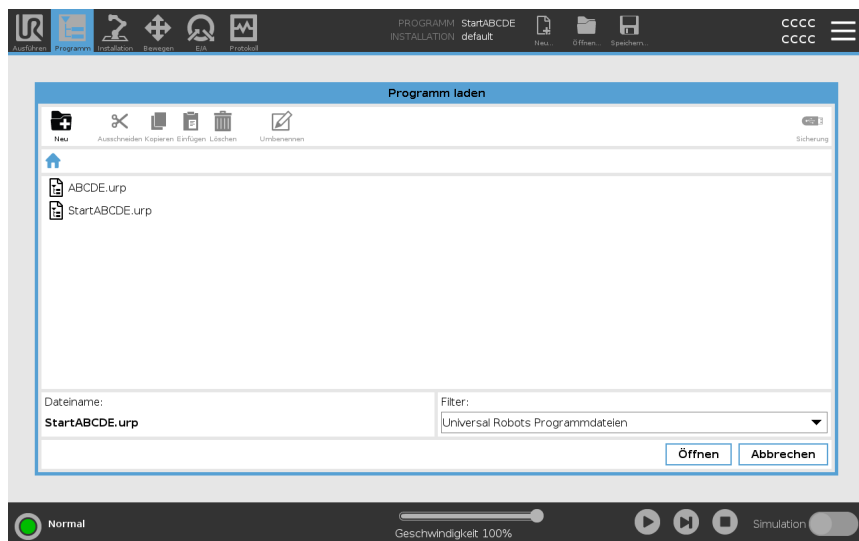 UR
PROGRAMM StartABCDE
INSTALLATION default
CCCC
CCCC
Ausführen Programm Installation Bewegen E/A Protokoll
Neu... Öffnen... Speichern...
Programm laden
Neu Ausschneiden Kopieren Einfügen Löschen Umbenennen Sicherung
ABCDE.urp
StartABCDE.urp
Dateiname: Filter:
StartABCDE.urp Universal Robots Programmdateien
Öffnen Abbrechen
Normal
Geschwindigkeit 100%
Simulation